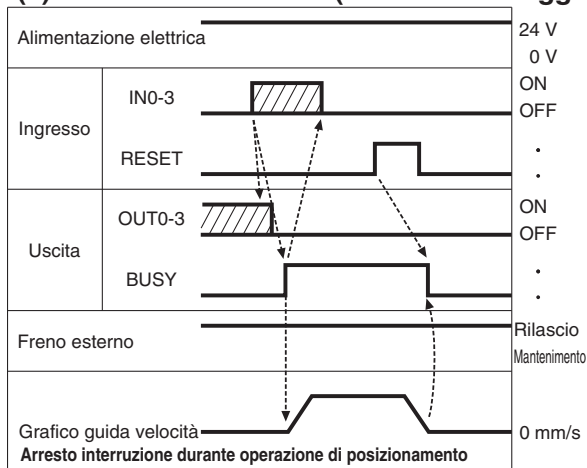 Alimentazione elettrica
24 V
0 V
Ingresso
IN0-3
ON
OFF
RESET
Uscita
OUT0-3
ON
OFF
BUSY
Freno esterno
Rilascio
Mantenimento
Grafico guida velocità
0 mm/s
Arresto interruzione durante operazione di posizionamento